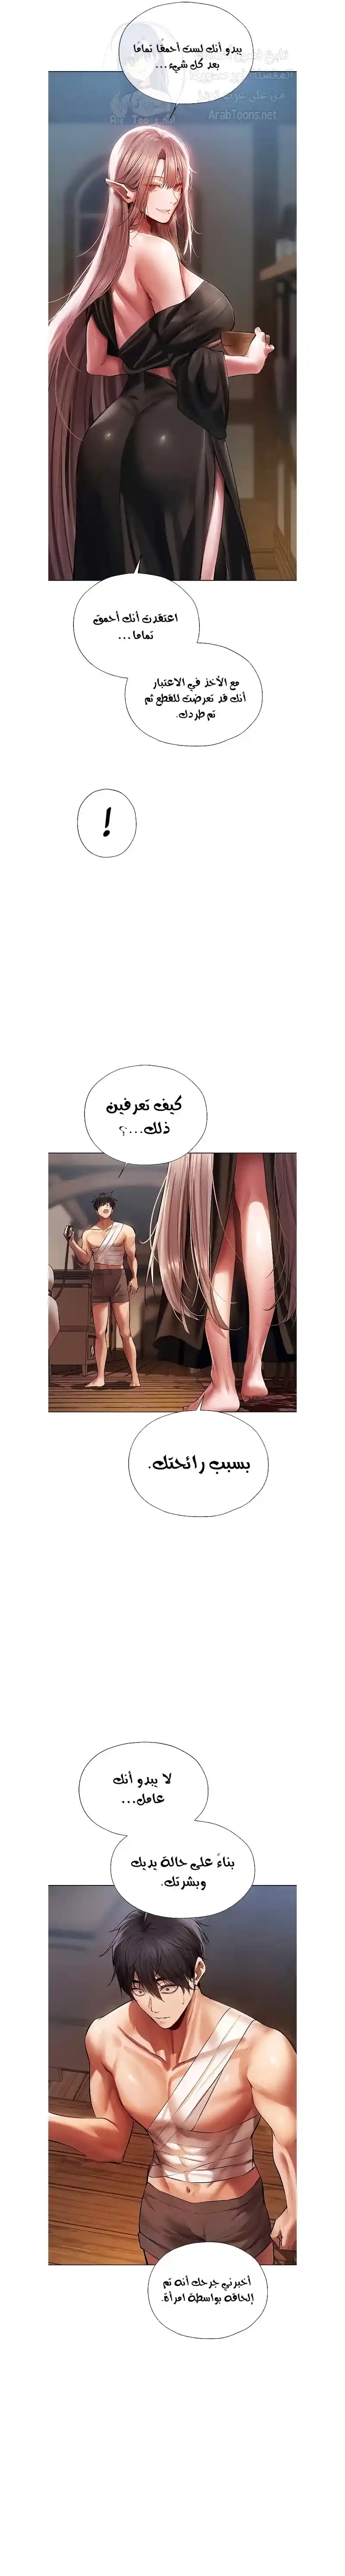 يبدو أنك لست أحمقًا تمامًا
بعد كل شيء...
ArabToons.net
اعتقدت أنك أحمق
تماما...
مع الأخذ في الاعتبار
أنك قد تعرضت للقطع ثم
تم طردك.
!
كيف تعرفين
ذلك...؟
بسبب رائحتك.
لا يبدو أنك
عامل...
بناءً على حالة يديك
وبشرتك.
أخبرني جرحك أنه تم
إلحاقه بواسطة امرأة.